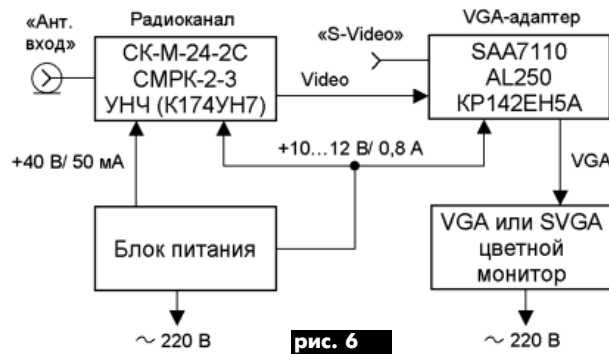 «Ант.
вход»
Радиоканал
СК-М-24-2С
СМРК-2-3
УНЧ (К174УН7)
«S-Video»
Video
VGA-адаптер
SAA7110
AL250
КР142ЕН5А
+40 В/ 50 мА
+10...12 В/ 0,8 А
VGA
Блок питания
VGA или SVGA
цветной
монитор
~ 220 В
рис. 6
~ 220 В